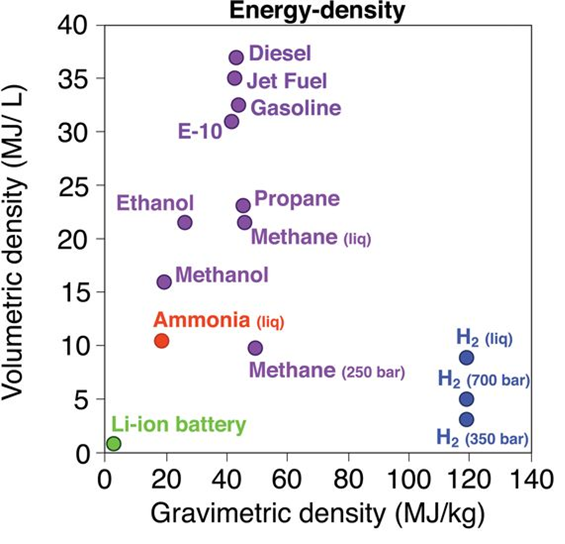 Energy-density
Volumetric density (MJ/ L)
40
35
30
25
20
15
10
5
0
Diesel
Jet Fuel
Gasoline
E-10
Ethanol
Propane
Methane (liq)
Methanol
Ammonia (liq)
H₂ (liq)
Methane (250 bar)
H₂ (700 bar)
Li-ion battery
H₂ (350 bar)
0 20 40 60 80 100 120 140
Gravimetric density (MJ/kg)